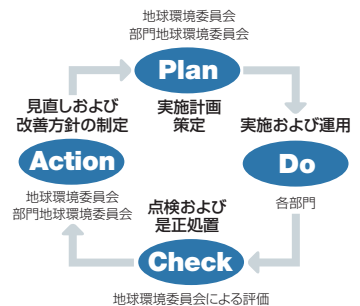 地球環境委員会
部門地球環境委員会
Plan
実施計画
策定
見直しおよび
改善方針の制定
Action
地球環境委員会
部門地球環境委員会
実施および運用
Do
各部門
点検および
是正処置
Check
地球環境委員会による評価